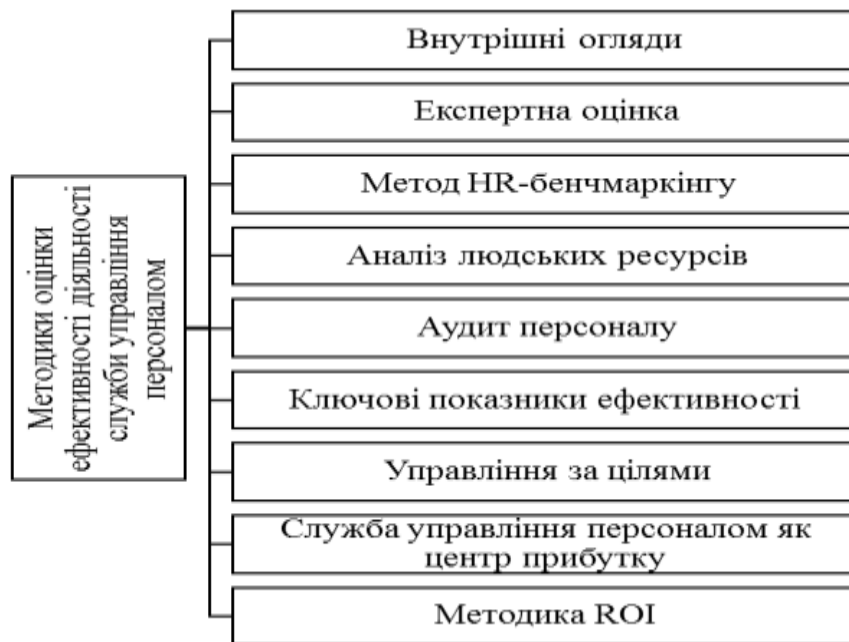 Методики оцінки
ефективності діяльності
служби управління
персоналом
Внутрішні огляди
Експертна оцінка
Метод HR-бенчмаркінгу
Аналіз людських ресурсів
Аудит персоналу
Ключові показники ефективності
Управління за цілями
Служба управління персоналом як
центр прибутку
Методика ROI